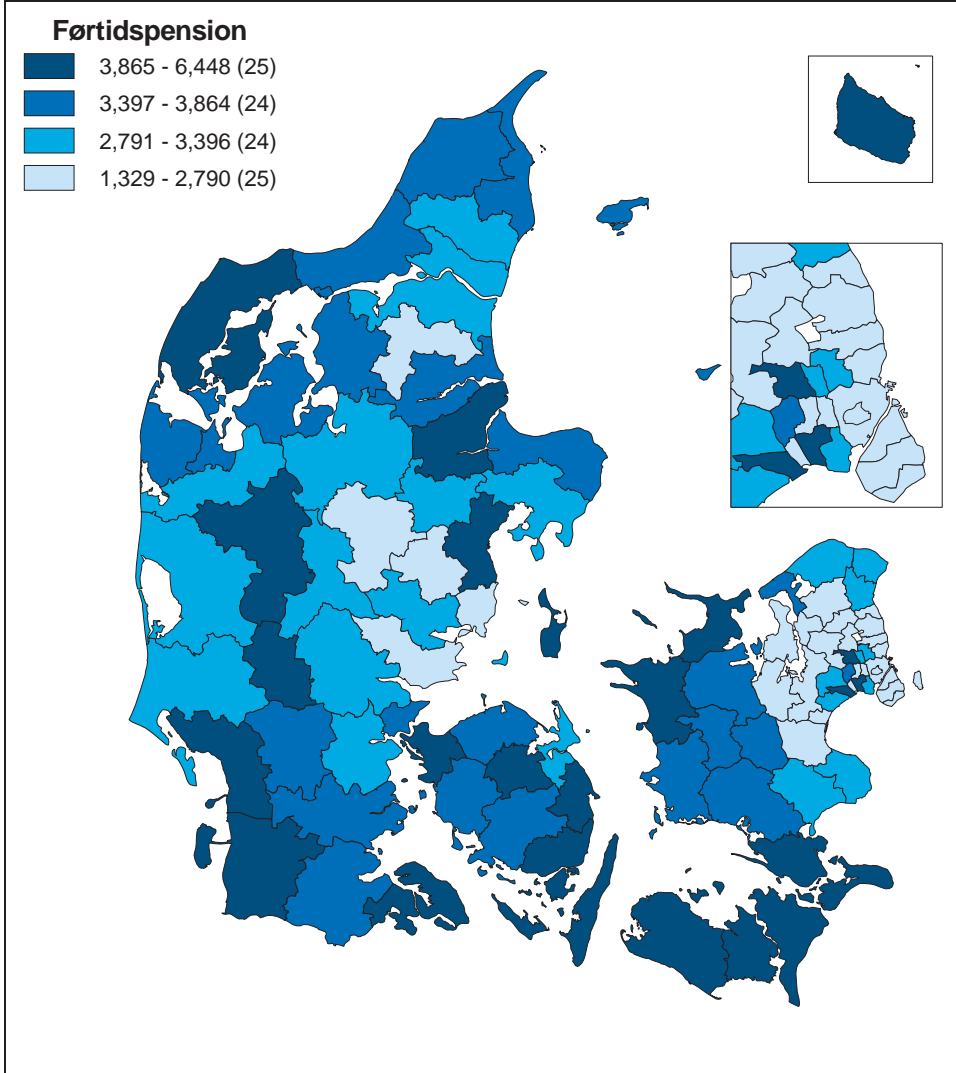 Førtidspension
3,865 - 6,448 (25)
3,397 - 3,864 (24)
2,791 - 3,396 (24)
1,329 - 2,790 (25)